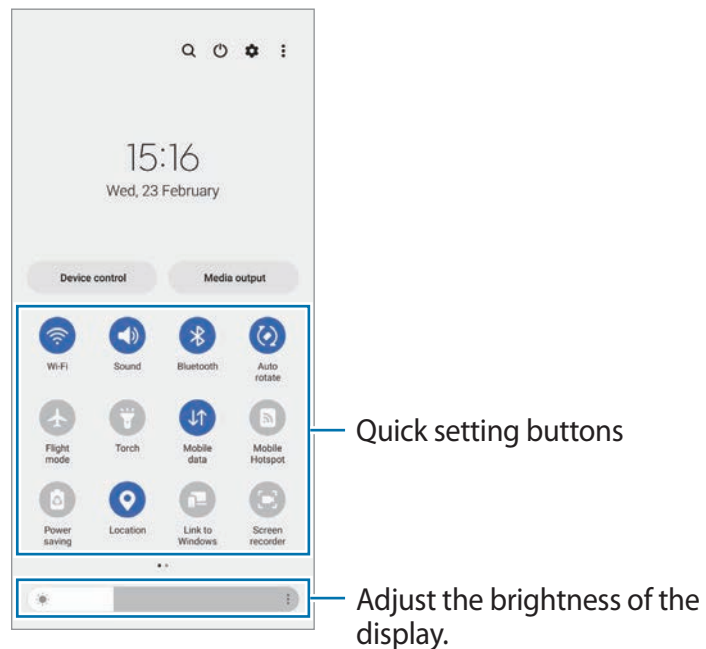 15:16
Wed, 23 February
Device control Media output
Wi-Fi Sound Bluetooth Auto rotate
Flight mode Torch Mobile data Mobile Hotspot
Power saving Location Link to Windows Screen recorder
Quick setting buttons
Adjust the brightness of the
display.